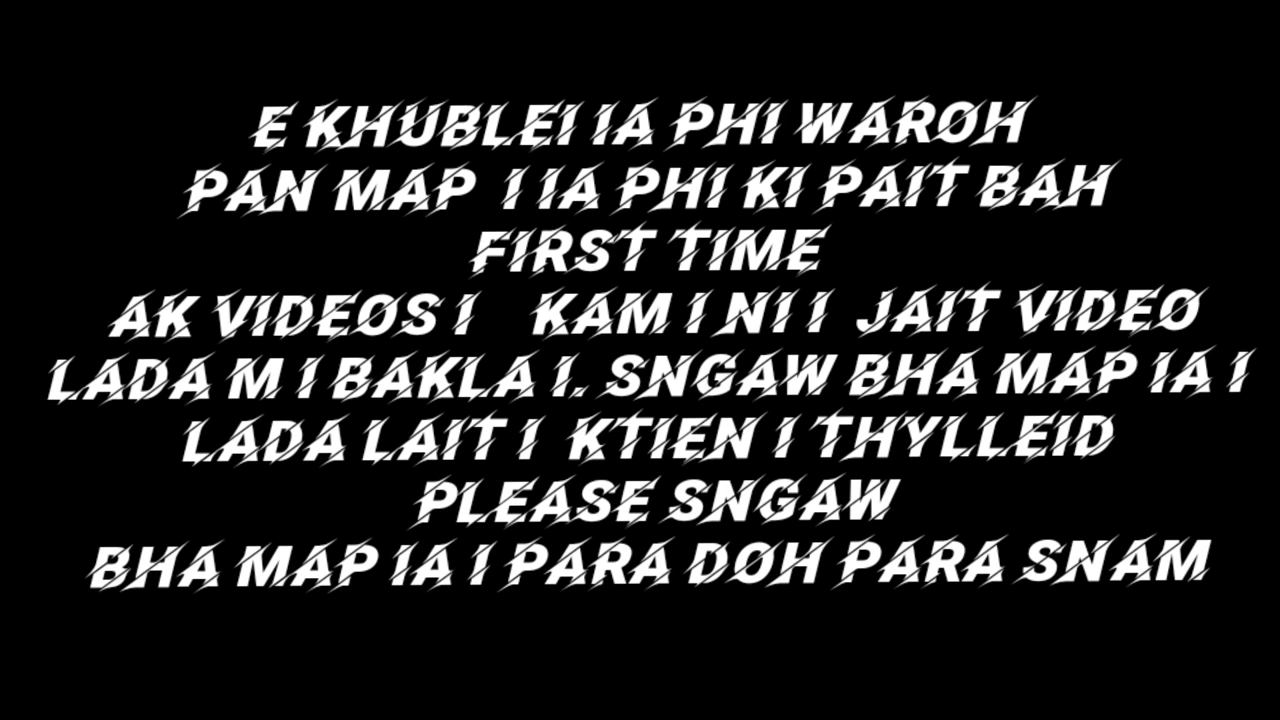 E KHUBLEI IA PHI WAROH
PAN MAP I IA PHI KI PAIT BAH
FIRST TIME
AK VIDEOS I KAM I NI I JAIT VIDEO
LADA M I BAKLA I. SNGAW BHA MAP IA I
LADA LAIT I KTIEN I THYLLEID
PLEASE SNGAW
BHA MAP IA I PARA DOH PARA SNAM